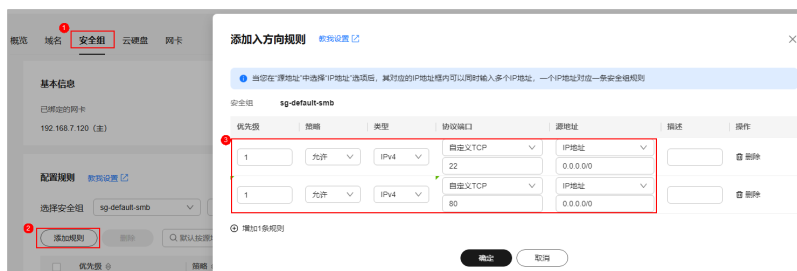 概览 域名 安全组 云硬盘 网卡
1
基本信息
已绑定的网卡
192.168.7.120（主）
配置规则 教我设置
选择安全组 sg-default-smb
2
添加规则 删除 Q 默认按源
优先级 策略
添加入方向规则 教我设置
当您在“源地址”中选择“IP地址”选项后，其对应的IP地址框内可以同时输入多个IP地址，一个IP地址对应一条安全组规则
安全组 sg-default-smb
优先级 策略 类型 协议端口 源地址 描述 操作
3
1 允许 IPv4 自定义TCP IP地址 删除
22 0.0.0.0/0
1 允许 IPv4 自定义TCP IP地址 删除
80 0.0.0.0/0
增加1条规则
确定 取消